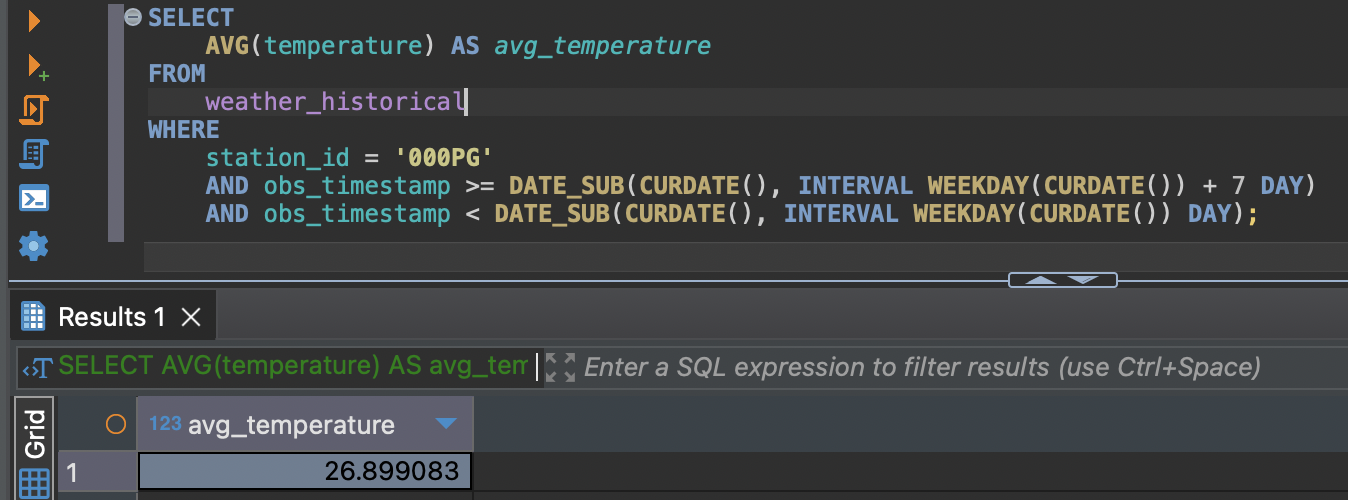 SELECT
AVG(temperature) AS avg_temperature
FROM
weather_historical
WHERE
station_id = '000PG'
AND obs_timestamp >= DATE_SUB(CURDATE(), INTERVAL WEEKDAY(CURDATE()) + 7 DAY)
AND obs_timestamp < DATE_SUB(CURDATE(), INTERVAL WEEKDAY(CURDATE()) DAY);
Results 1
SELECT AVG(temperature) AS avg_tem Enter a SQL expression to filter results (use Ctrl+Space)
Grid
123 avg_temperature
1 26.899083